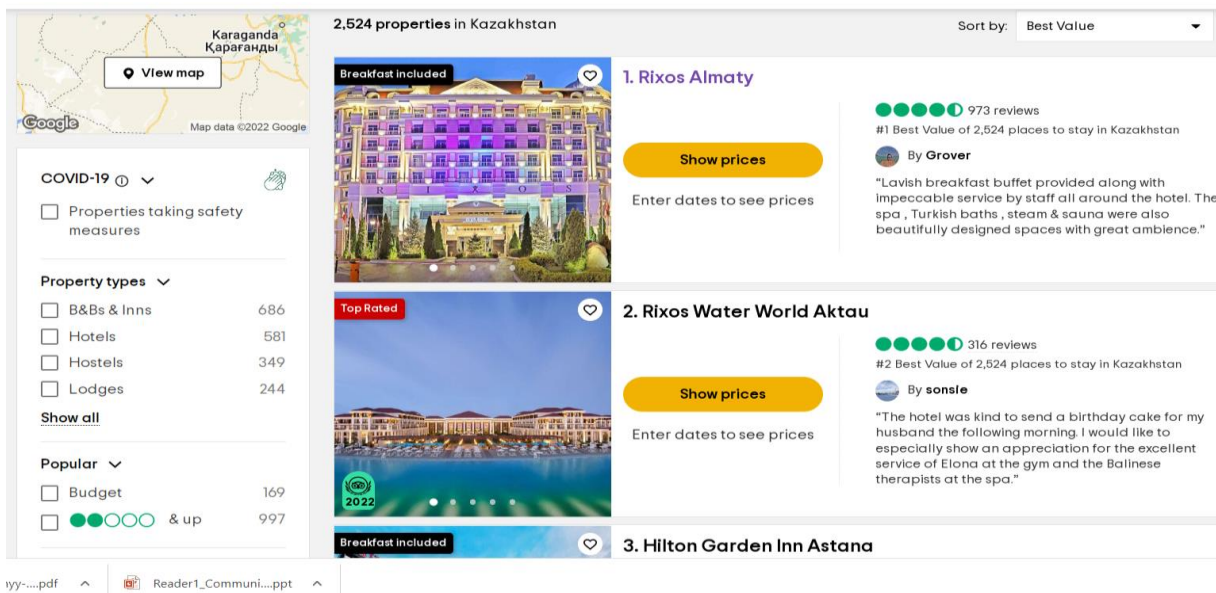 2,524 properties in Kazakhstan
Sort by: Best Value
Karaganda
Қарағанды
View map
Google
Map data ©2022 Google
COVID-19
Properties taking safety
measures
Property types
B&Bs & Inns 686
Hotels 581
Hostels 349
Lodges 244
Show all
Popular
Budget 169
& up 997
Breakfast included
RIXOS
1. Rixos Almaty
Show prices
Enter dates to see prices
973 reviews
#1 Best Value of 2,524 places to stay in Kazakhstan
By Grover
"Lavish breakfast buffet provided along with
impeccable service by staff all around the hotel. The
spa , Turkish baths , steam & sauna were also
beautifully designed spaces with great ambience."
Top Rated
2022
2. Rixos Water World Aktau
Show prices
Enter dates to see prices
316 reviews
#2 Best Value of 2,524 places to stay in Kazakhstan
By sonsie
"The hotel was kind to send a birthday cake for my
husband the following morning. I would like to
especially show an appreciation for the excellent
service of Elona at the gym and the Balinese
therapists at the spa."
Breakfast included
3. Hilton Garden Inn Astana
yy-....pdf
Reader1_Communi....ppt